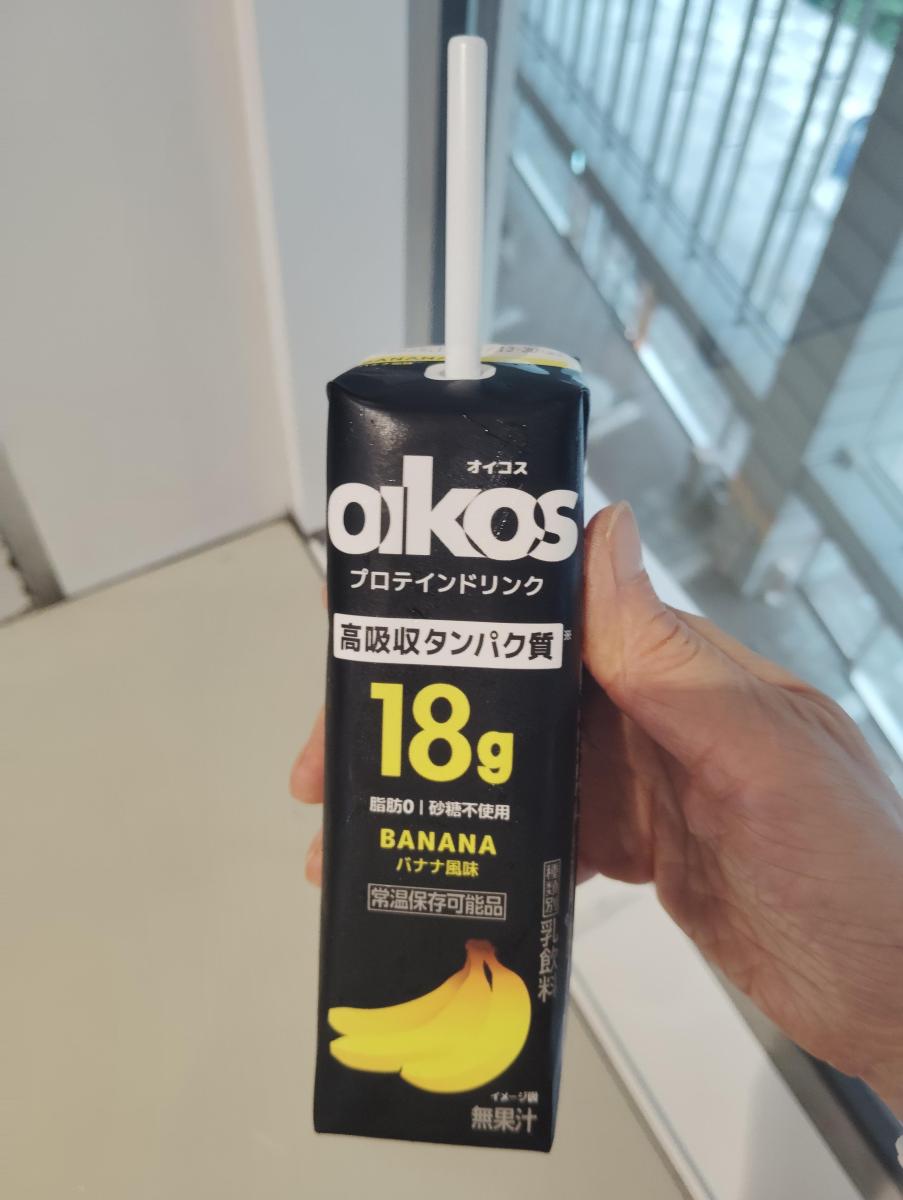 BANANA
オイコス
oikos
プロテインドリンク
高吸収タンパク質※
18g
脂肪0 | 砂糖不使用
BANANA
バナナ風味
常温保存可能品
種類別
乳飲料
イメージ図
無果汁